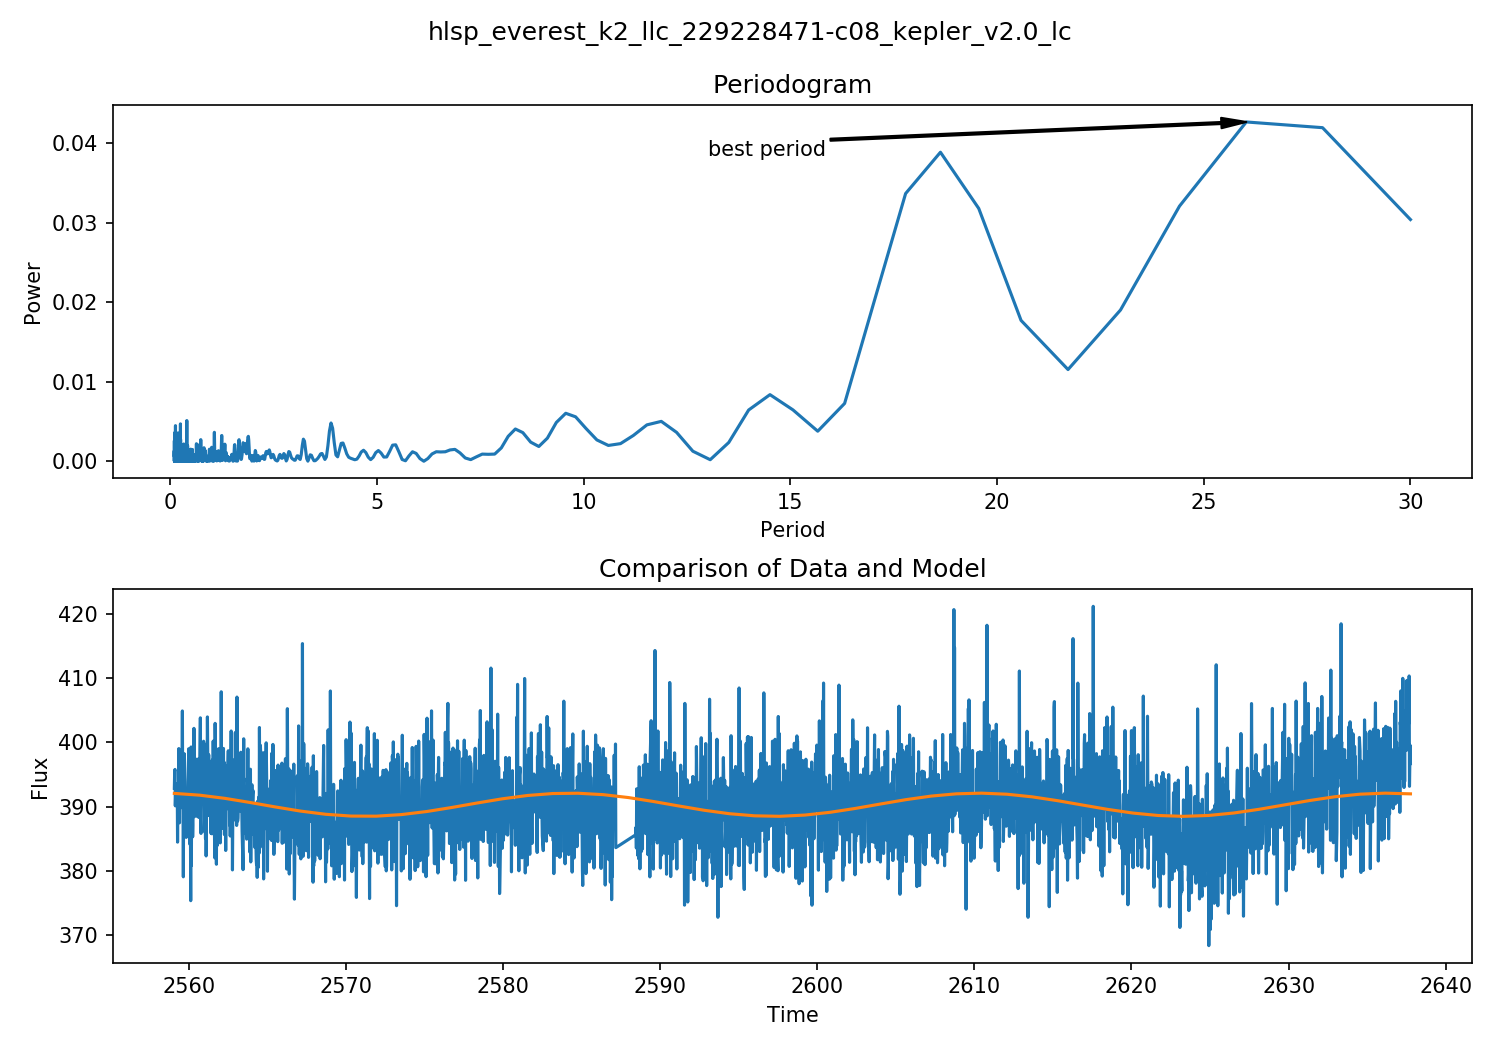 hlsp_everest_k2_llc_229228471-c08_kepler_v2.0_lc
Periodogram
0.04
0.03
0.02
0.01
0.00
Power
best period
0 5 10 15 20 25 30
Period
Comparison of Data and Model
420
410
400
390
380
370
Flux
2560 2570 2580 2590 2600 2610 2620 2630 2640
Time